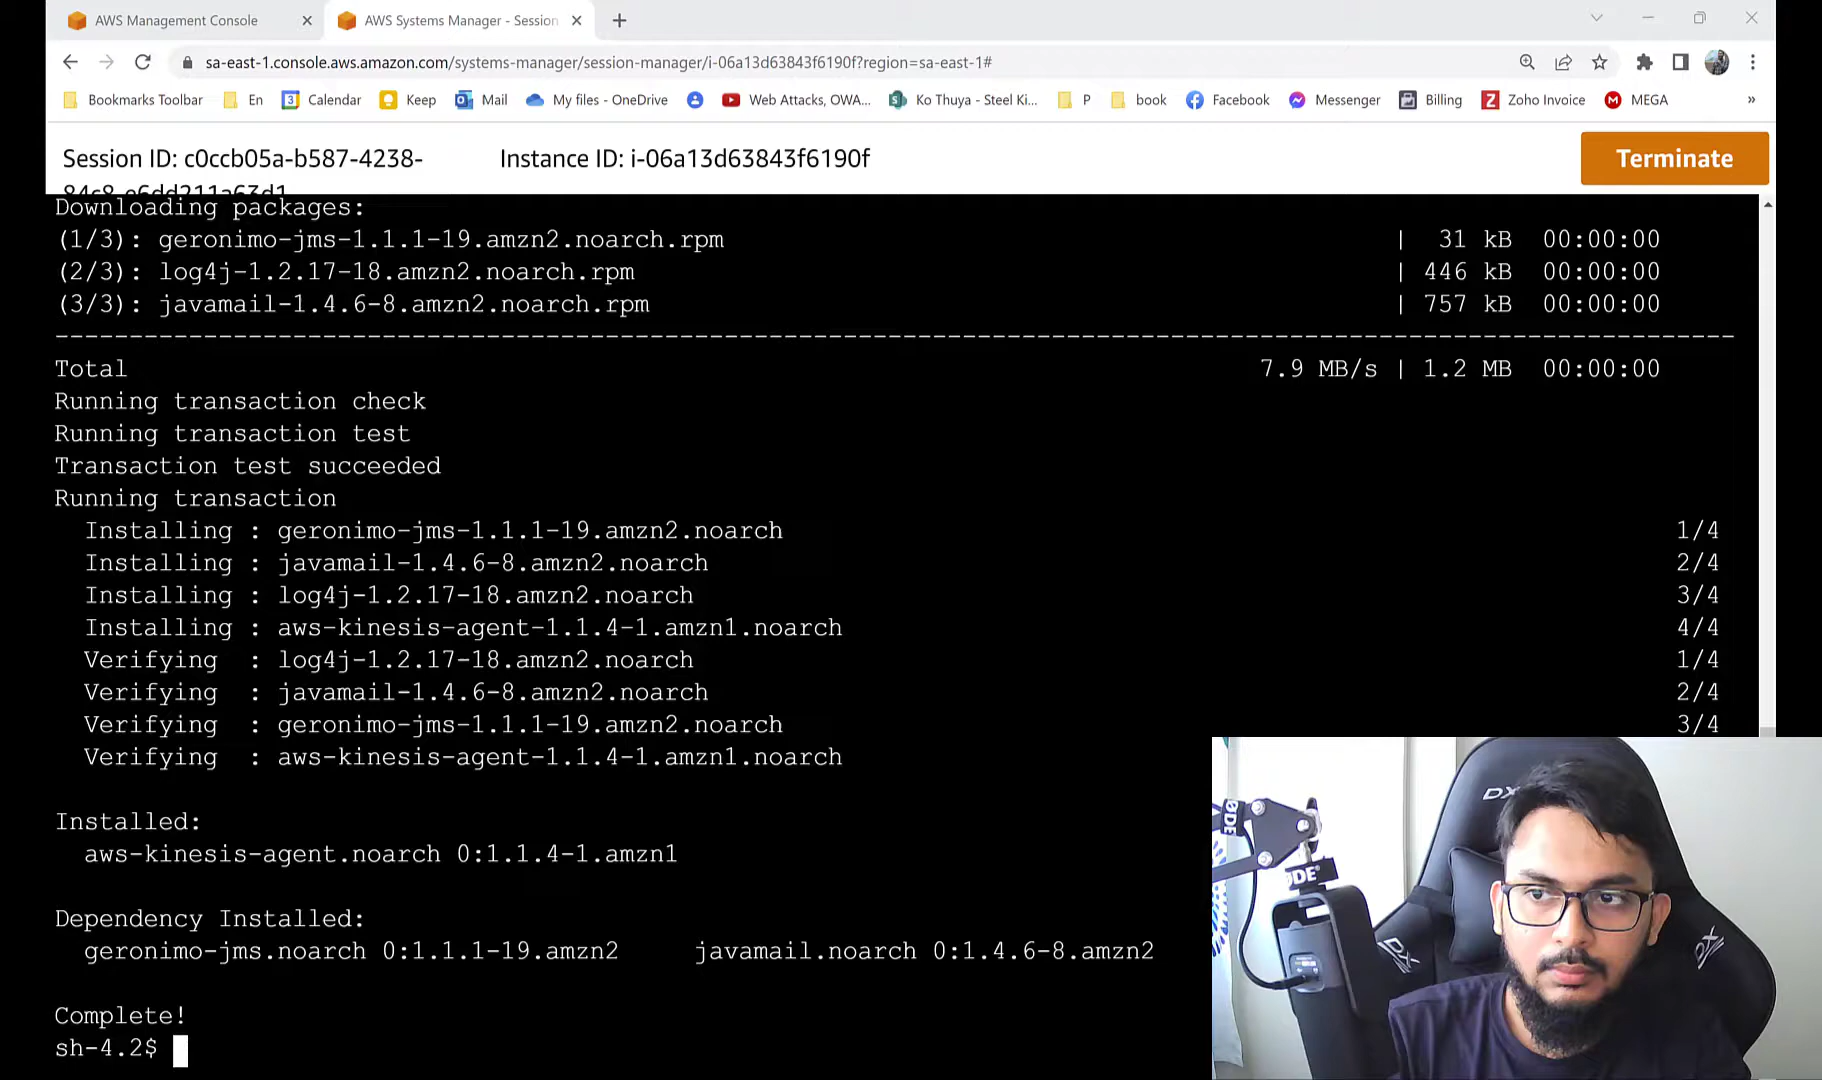 AWS Management Console
AWS Systems Manager - Session
sa-east-1.console.aws.amazon.com/systems-manager/session-manager/i-06a13d63843f6190f?region=sa-east-1#
Bookmarks Toolbar En Calendar Keep Mail My files - OneDrive Web Attacks, OWA... Ko Thuya - Steel Ki... P book Facebook Messenger Billing Zoho Invoice MEGA »
Session ID: c0ccb05a-b587-4238-
84c8-e6dd211a63d1
Instance ID: i-06a13d63843f6190f
Terminate
Downloading packages:
(1/3): geronimo-jms-1.1.1-19.amzn2.noarch.rpm | 31 kB 00:00:00
(2/3): log4j-1.2.17-18.amzn2.noarch.rpm | 446 kB 00:00:00
(3/3): javamail-1.4.6-8.amzn2.noarch.rpm | 757 kB 00:00:00
--------------------------------------------------------------------------------
Total 7.9 MB/s | 1.2 MB 00:00:00
Running transaction check
Running transaction test
Transaction test succeeded
Running transaction
Installing : geronimo-jms-1.1.1-19.amzn2.noarch 1/4
Installing : javamail-1.4.6-8.amzn2.noarch 2/4
Installing : log4j-1.2.17-18.amzn2.noarch 3/4
Installing : aws-kinesis-agent-1.1.4-1.amzn1.noarch 4/4
Verifying : log4j-1.2.17-18.amzn2.noarch 1/4
Verifying : javamail-1.4.6-8.amzn2.noarch 2/4
Verifying : geronimo-jms-1.1.1-19.amzn2.noarch 3/4
Verifying : aws-kinesis-agent-1.1.4-1.amzn1.noarch
Installed:
aws-kinesis-agent.noarch 0:1.1.4-1.amzn1
Dependency Installed:
geronimo-jms.noarch 0:1.1.1-19.amzn2 javamail.noarch 0:1.4.6-8.amzn2
Complete!
sh-4.2$
DX
DX
DX